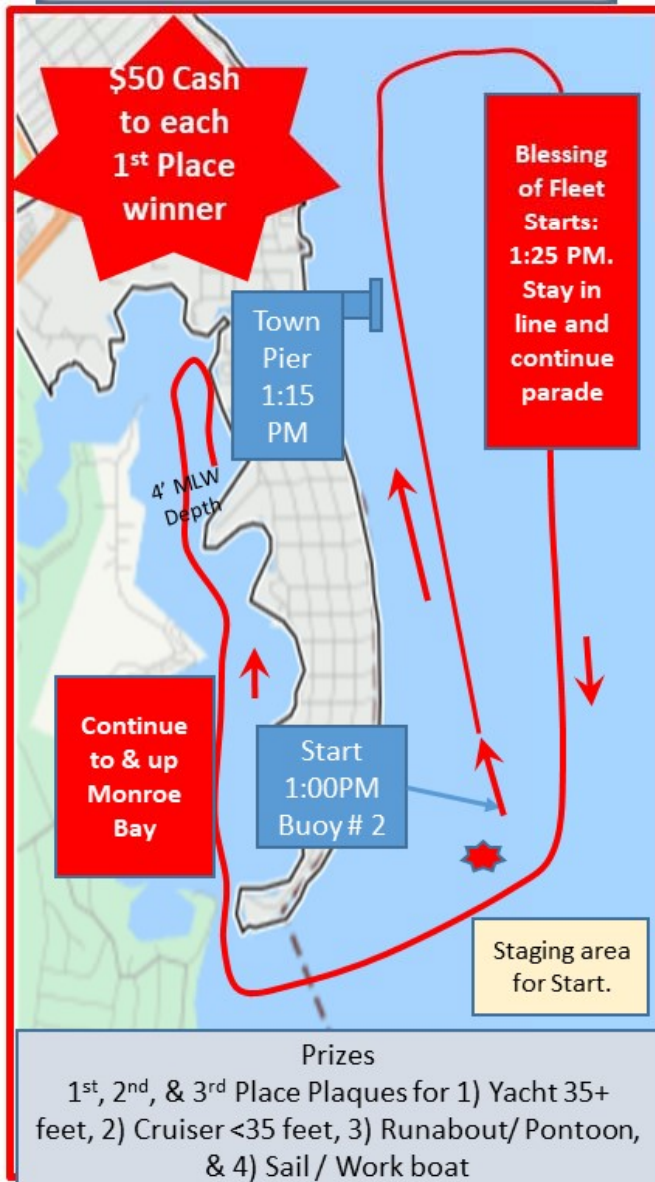 $50 Cash
to each
1st Place
winner
Blessing
of Fleet
Starts:
1:25 PM.
Stay in
line and
continue
parade
Town
Pier
1:15
PM
4' MLW
Depth
Continue
to & up
Monroe
Bay
Start
1:00PM
Buoy # 2
Staging area
for Start.
Prizes
1st, 2nd, & 3rd Place Plaques for 1) Yacht 35+
feet, 2) Cruiser <35 feet, 3) Runabout/ Pontoon,
& 4) Sail / Work boat